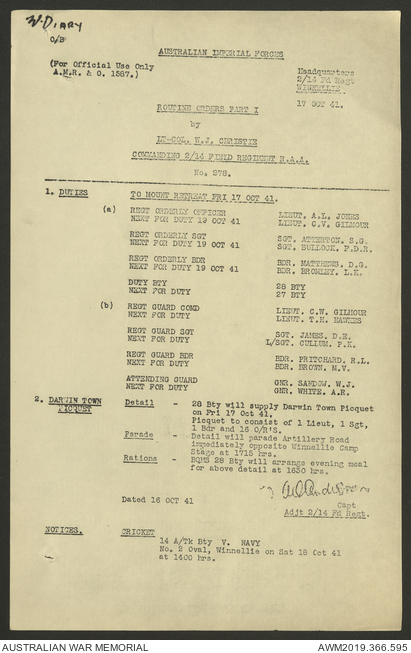 W-Diary
O/B
AUSTRALIAN IMPERIAL FORCES
(For Official Use Only
A.M.R. & O. 1587.)
Headquarters
2/14 Fd Regt
WINNELLIE
17 OCT 41.
ROUTINE ORDERS PART I
by
LT-COL. W.J. CHRISTIE
COMMANDING 2/14 FIELD REGIMENT R.A.A.
No. 278.
1. DUTIES TO MOUNT RETREAT FRI 17 OCT 41.
(a) REGT ORDERLY OFFICER LIEUT. A.L. JONES
NEXT FOR DUTY 19 OCT 41 LIEUT. C.V. GILMOUR
REGT ORDERLY SGT SGT. ATTERTON. S.G.
NEXT FOR DUTY 19 OCT 41 SGT. BULLOCK. P.D.R.
REGT ORDERLY BDR BDR. MATTHEWS. D.G.
NEXT FOR DUTY 19 OCT 41 BDR. BROMLEY. L.K.
DUTY BTY 28 BTY
NEXT FOR DUTY 27 BTY
(b) REGT GUARD COMD LIEUT. C.W. GILMOUR
NEXT FOR DUTY LIEUT. T.H.
REGT GUARD SGT SGT. JAMES. D.E.
NEXT FOR DUTY L/SGT. CULLUM. P.K.
REGT GUARD BDR BDR. PRITCHARD. R.L.
NEXT FOR DUTY BDR. BROWN. M.V.
ATTENDING GUARD GNR. SANDOW. W.J.
NEXT FOR DUTY GNR. WHITE. A.R.
2. DARWIN TOWN PICQUET Detail - 28 Bty will supply Darwin Town Picquet
on Fri 17 Oct 41.
Picquet to consist of 1 Lieut, 1 Sgt,
1 Bdr and 16 O/R'S.
Parade - Detail will parade Artillery Road
immediately opposite Winnellie Camp
Stage at 1715 hrs.
Rations - BQMS 28 Bty will arrange evening meal
for above detail at 1630 hrs.
Dated 16 OCT 41
Capt
Adjt 2/14 Fd Regt.
NOTICES. CRICKET
14 A/Tk Bty V. NAVY
No. 2 Oval, Winnellie on Sat 18 Oct 41
at 1400 hrs.
AUSTRALIAN WAR MEMORIAL
AWM2019.366.595